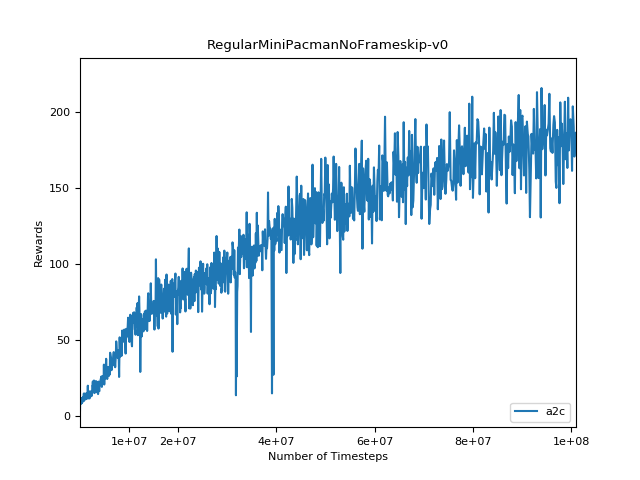 RegularMiniPacmanNoFrameskip-v0
200
150
100
50
0
Rewards
1e+07 2e+07 4e+07 6e+07 8e+07 1e+08
Number of Timesteps
a2c